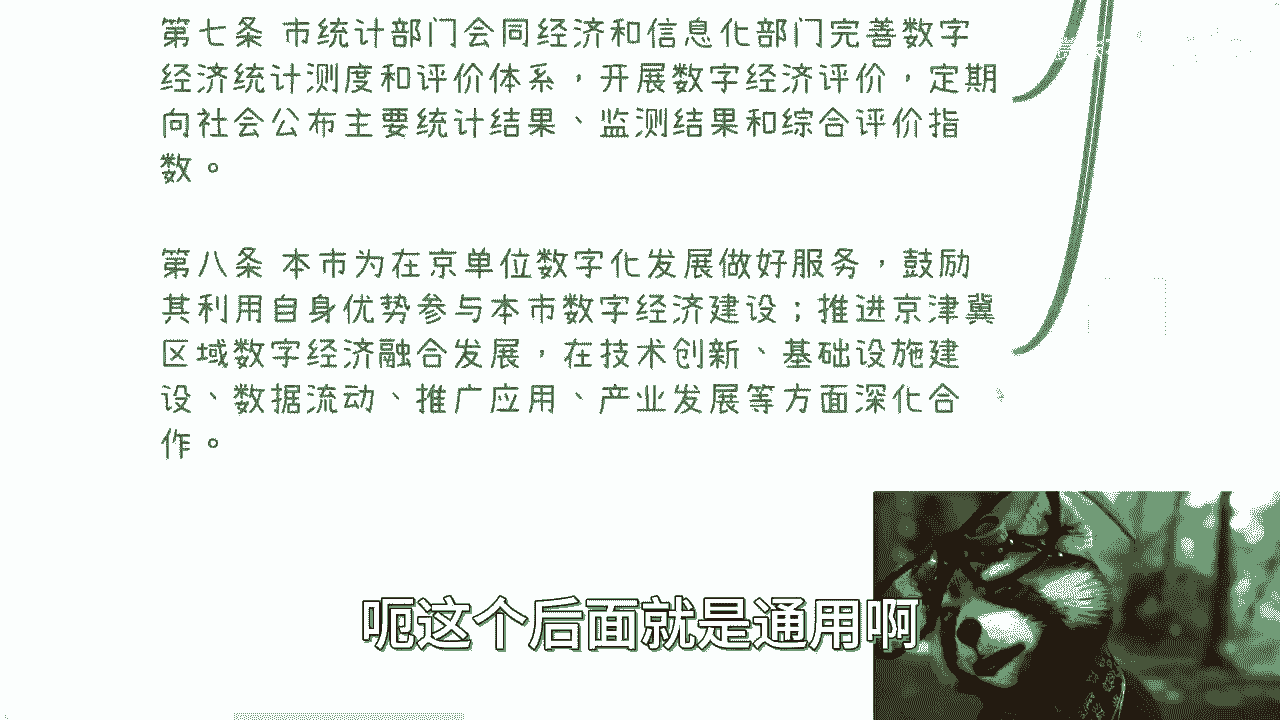 第七条 市统计部门会同经济和信息化部门完善数字
经济统计测度和评价体系，开展数字经济评价，定期
向社会公布主要统计结果、监测结果和综合评价指
数。
第八条 本市为在京单位数字化发展做好服务，鼓励
其利用自身优势参与本市数字经济建设；推进京津冀
区域数字经济融合发展，在技术创新、基础设施建
设、数据流动、推广应用、产业发展等方面深化合
作。
呃这个后面就是通用啊